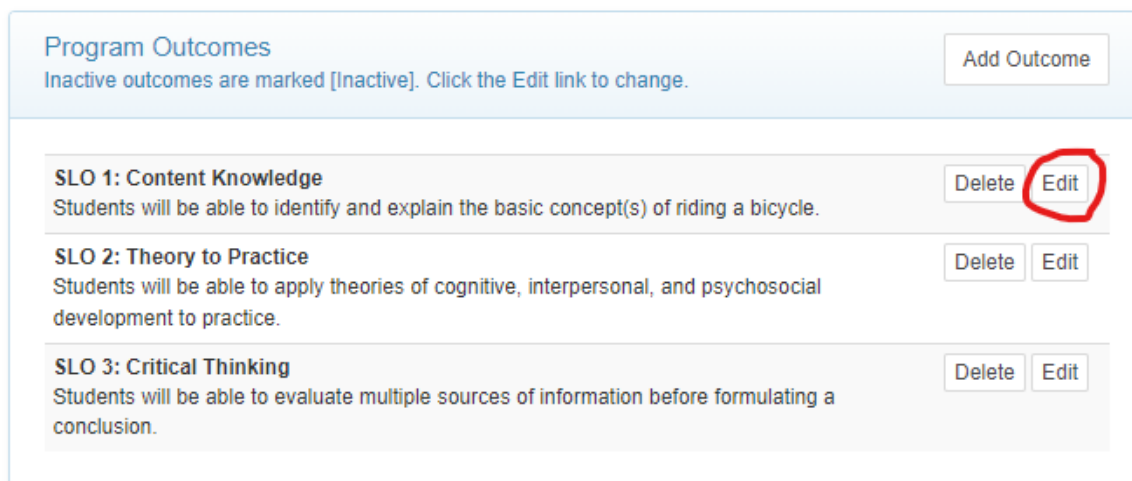 Program Outcomes
Inactive outcomes are marked [Inactive]. Click the Edit link to change.
Add Outcome
SLO 1: Content Knowledge
Students will be able to identify and explain the basic concept(s) of riding a bicycle.
Delete Edit
SLO 2: Theory to Practice
Students will be able to apply theories of cognitive, interpersonal, and psychosocial
development to practice.
Delete Edit
SLO 3: Critical Thinking
Students will be able to evaluate multiple sources of information before formulating a
conclusion.
Delete Edit